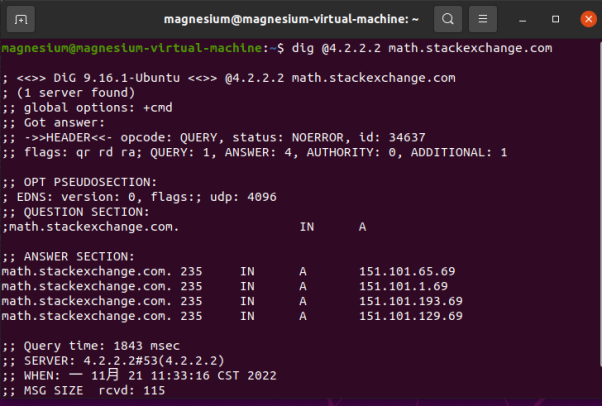 magnesium@magnesium-virtual-machine: ~
magnesium@magnesium-virtual-machine:~$ dig @4.2.2.2 math.stackexchange.com
; <<>> DiG 9.16.1-Ubuntu <<>> @4.2.2.2 math.stackexchange.com
; (1 server found)
;; global options: +cmd
;; Got answer:
;; ->>HEADER<<- opcode: QUERY, status: NOERROR, id: 34637
;; flags: qr rd ra; QUERY: 1, ANSWER: 4, AUTHORITY: 0, ADDITIONAL: 1
;; OPT PSEUDOSECTION:
; EDNS: version: 0, flags:; udp: 4096
;; QUESTION SECTION:
;math.stackexchange.com. IN A
;; ANSWER SECTION:
math.stackexchange.com. 235 IN A 151.101.65.69
math.stackexchange.com. 235 IN A 151.101.1.69
math.stackexchange.com. 235 IN A 151.101.193.69
math.stackexchange.com. 235 IN A 151.101.129.69
;; Query time: 1843 msec
;; SERVER: 4.2.2.2#53(4.2.2.2)
;; WHEN: 一 11月 21 11:33:16 CST 2022
;; MSG SIZE rcvd: 115